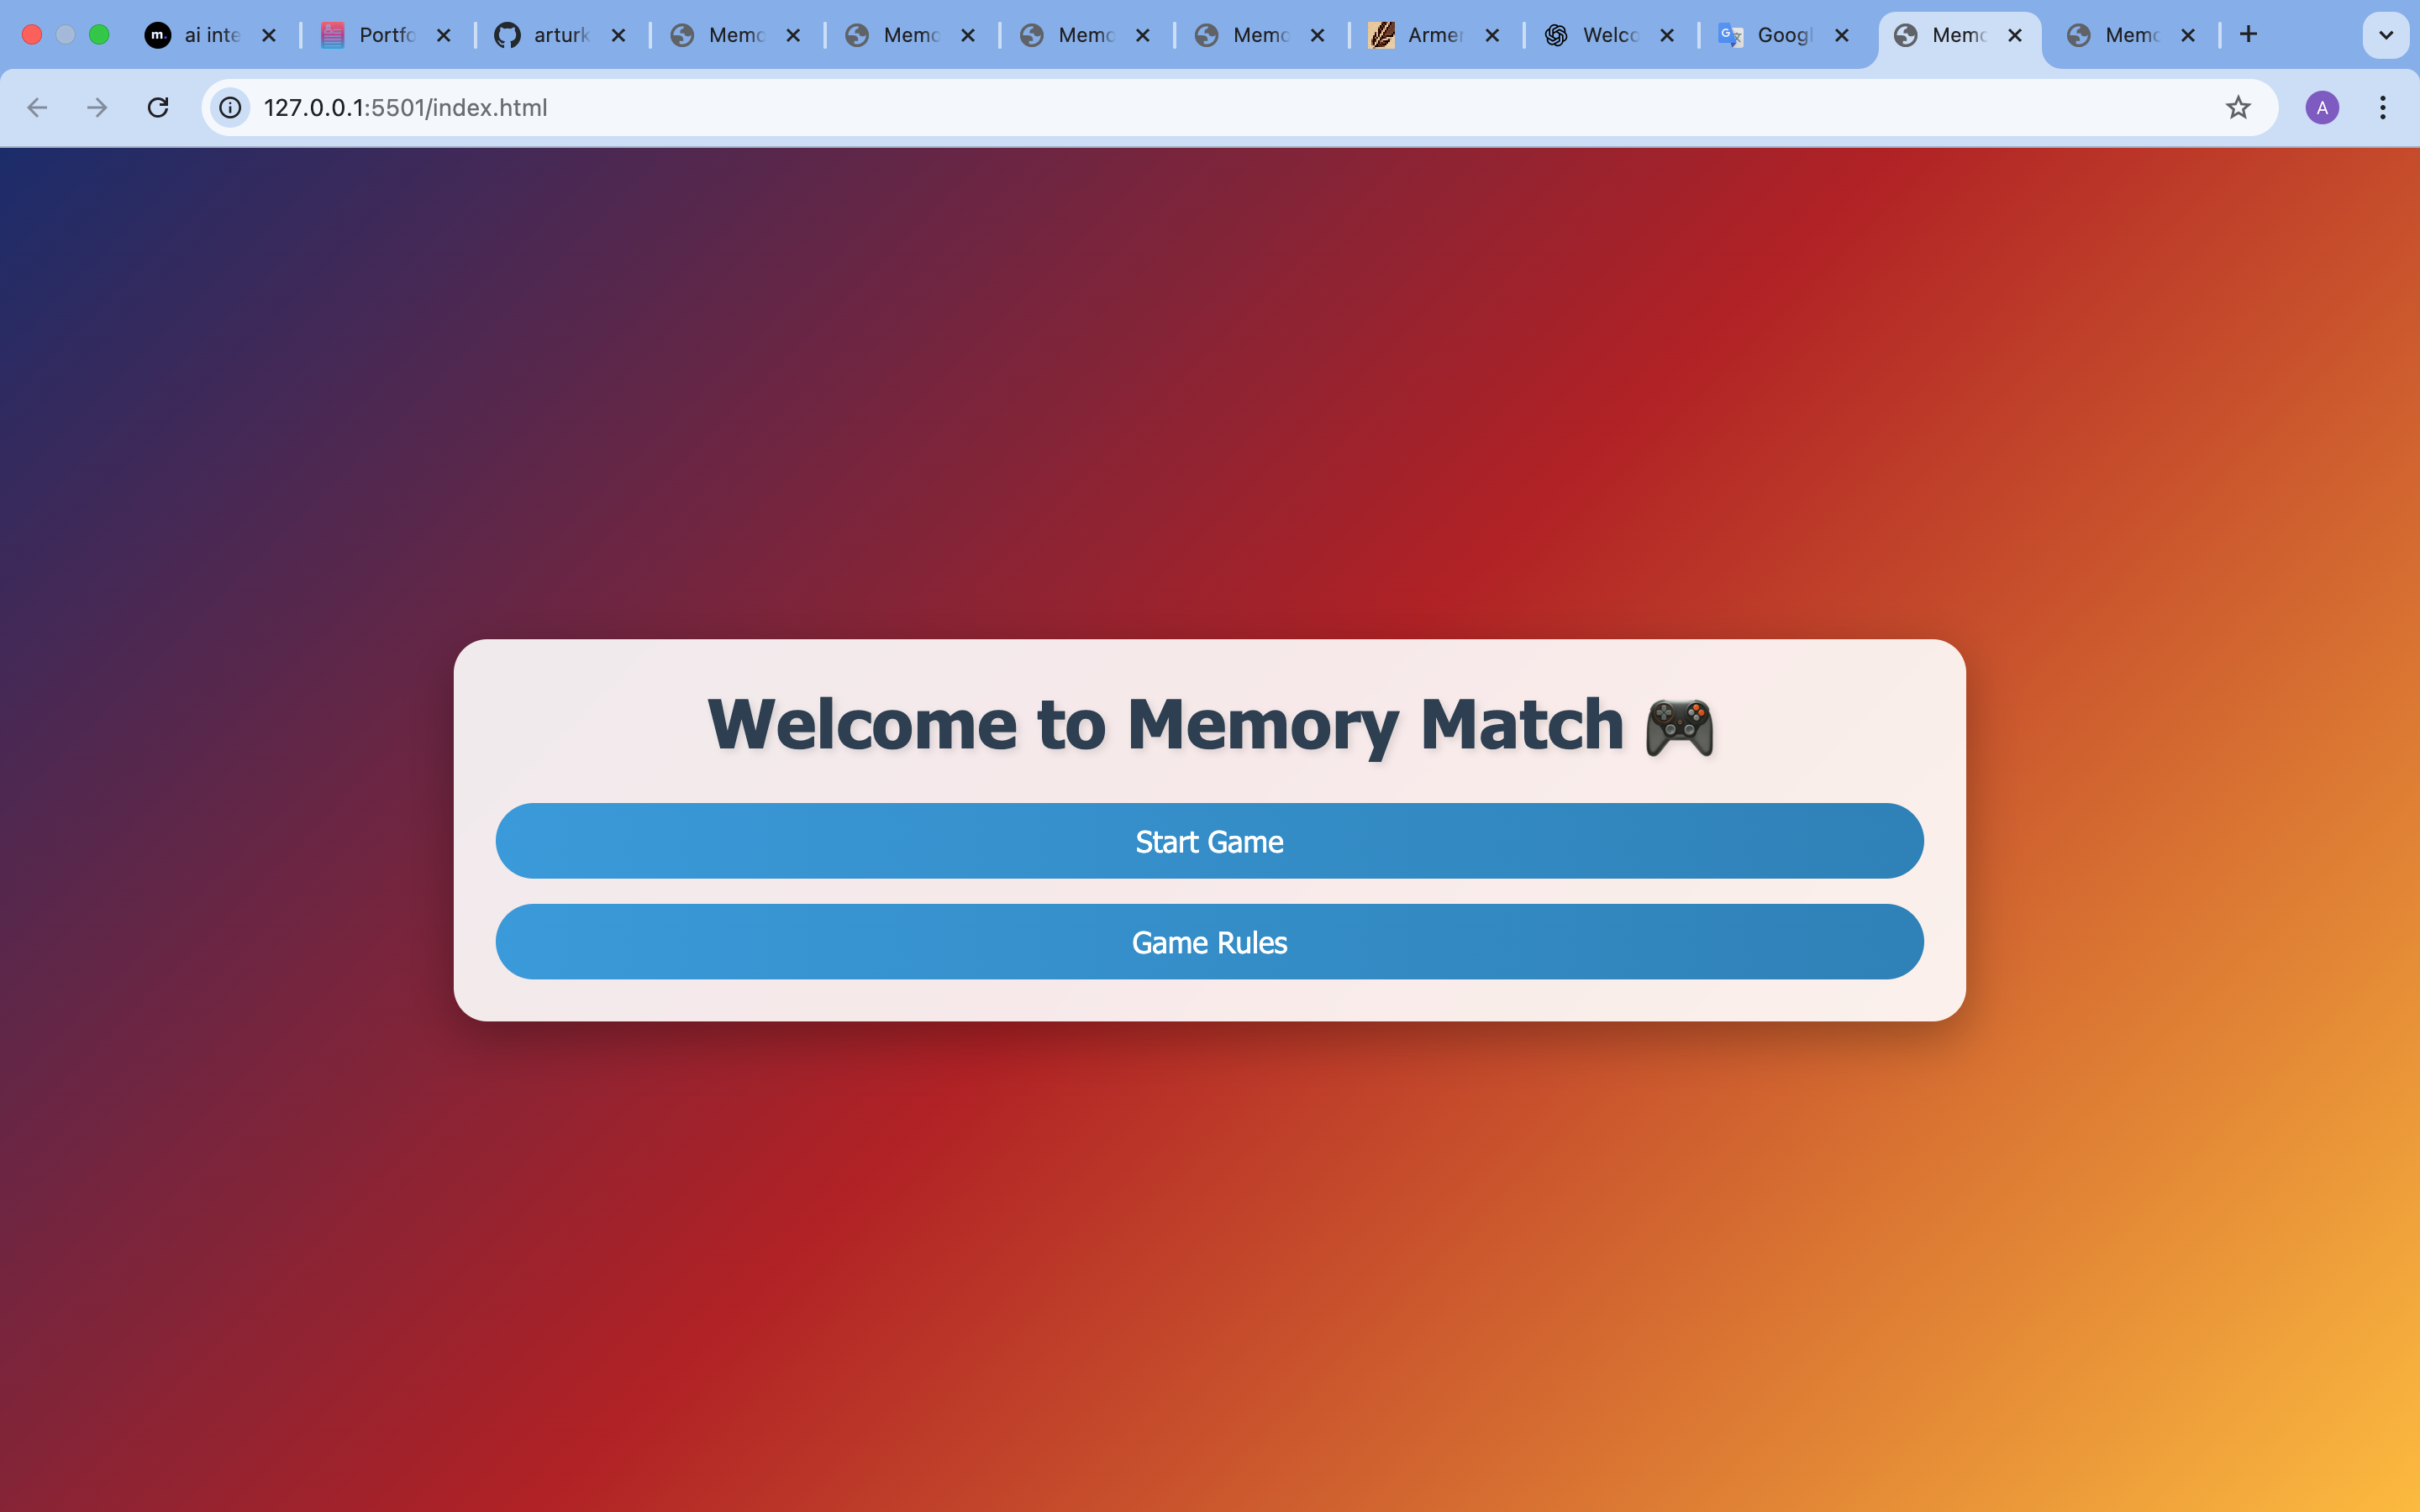 m. ai inte
Portfo
arturk
Memo
Memo
Memo
Memo
Armen
Welco
Googl
Memo
Memo
127.0.0.1:5501/index.html
A
Welcome to Memory Match 🎮
Start Game
Game Rules